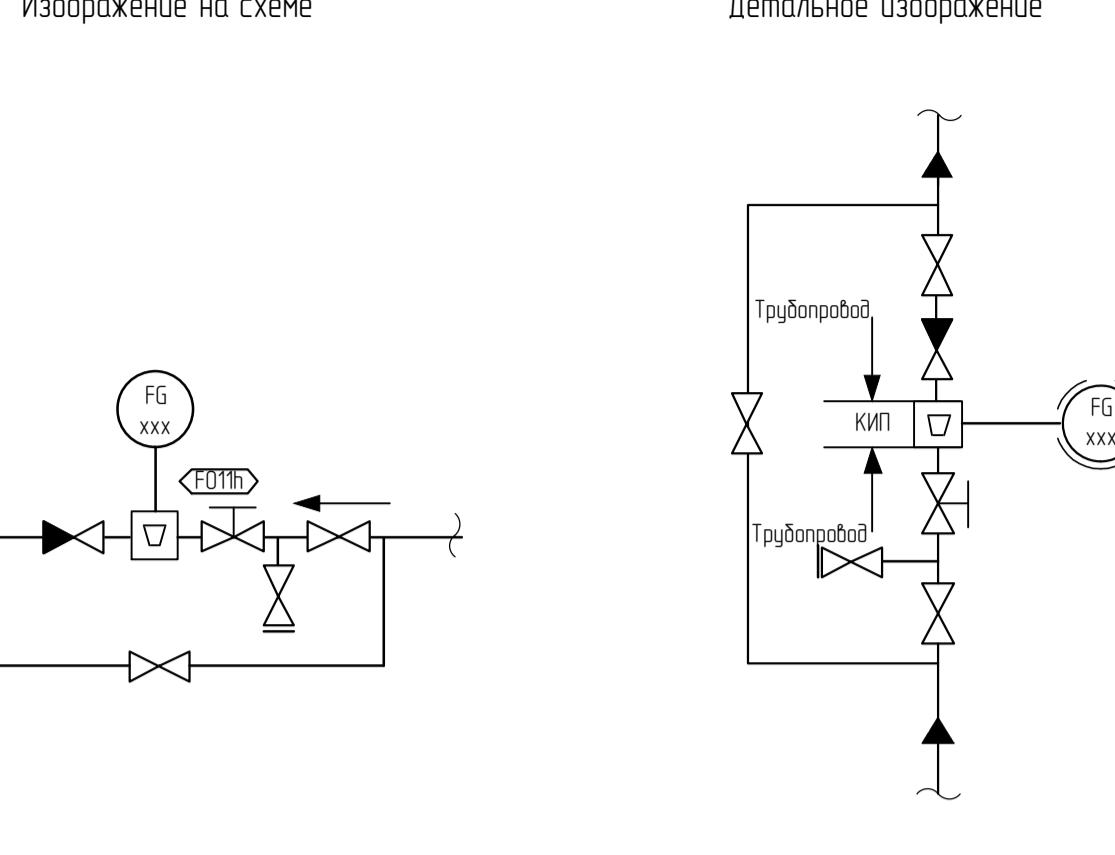 Изображение на схеме
Детальное изображение
Трубопровод
FG
xxx
FG
xxx
КИП
F011h
Трубопровод